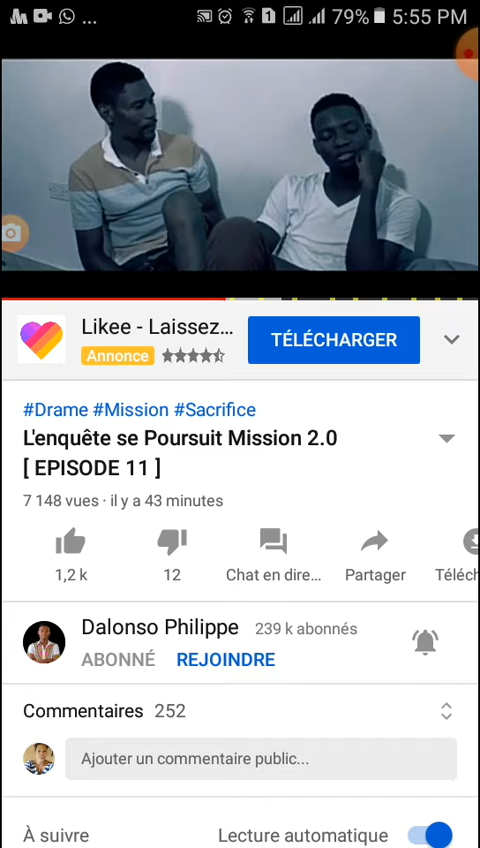 ... 1 79% 5:55 PM
Likee - Laissez...
TÉLÉCHARGER
Annonce
#Drame #Mission #Sacrifice
L'enquête se Poursuit Mission 2.0
[ EPISODE 11 ]
7 148 vues · il y a 43 minutes
1,2 k
12
Chat en dire...
Partager
Téléch
Dalonso Philippe 239 k abonnés
ABONNÉ REJOINDRE
Commentaires 252
Ajouter un commentaire public...
À suivre
Lecture automatique